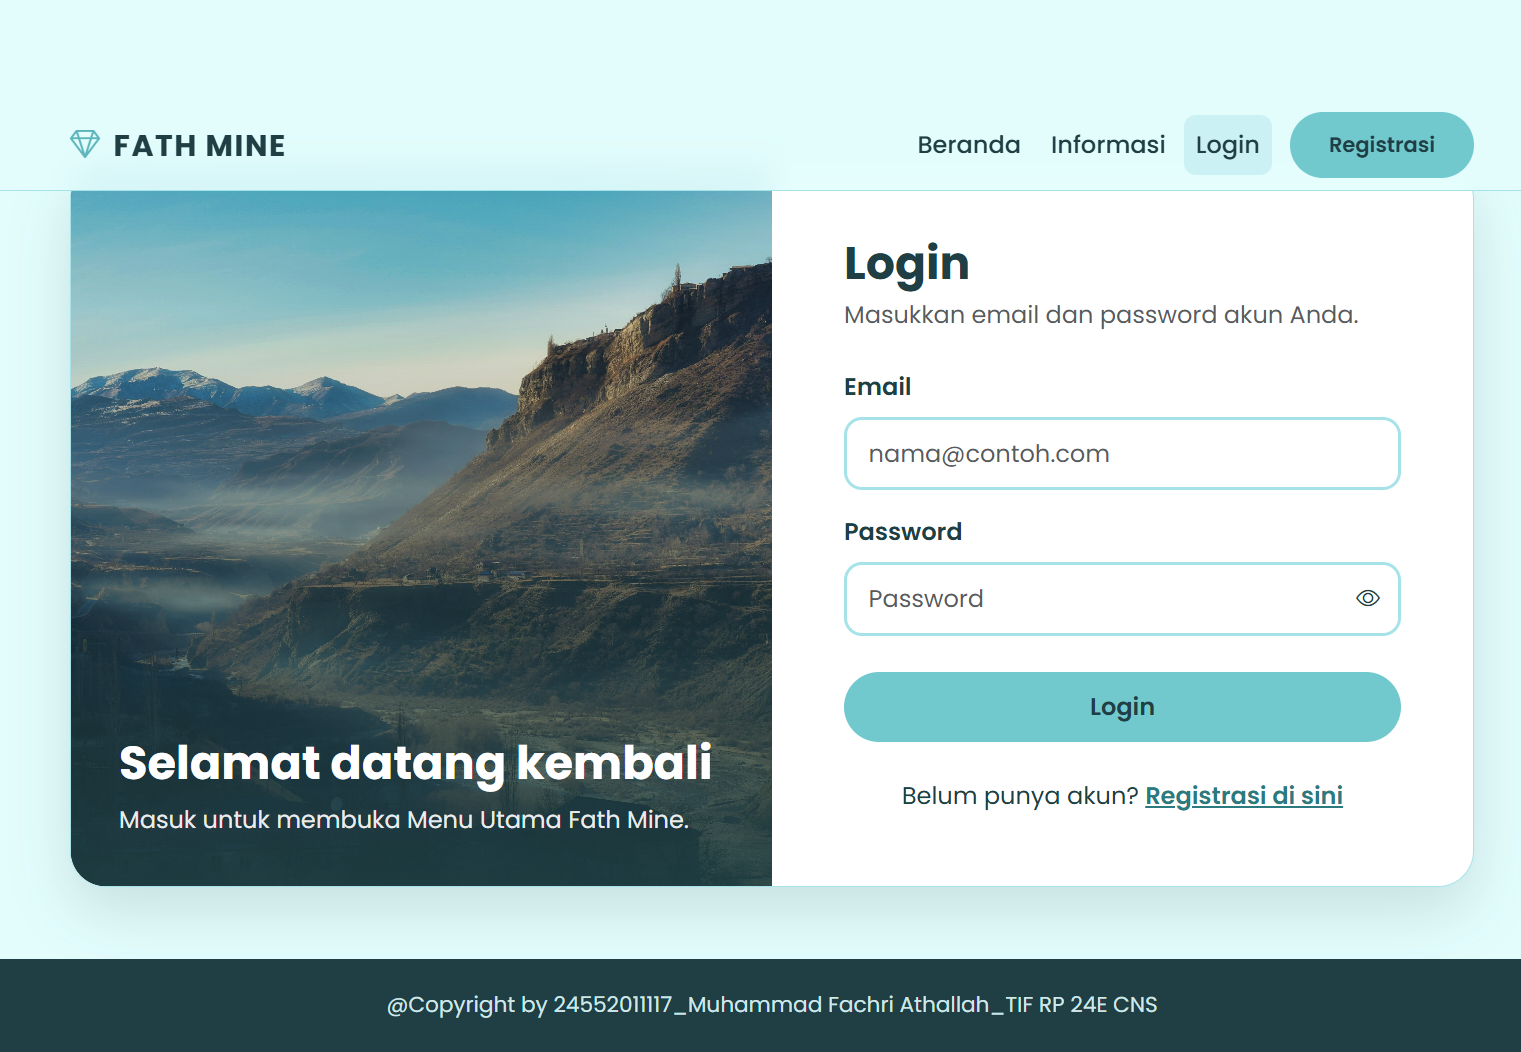 FATH MINE
Beranda
Informasi
Login
Registrasi
Selamat datang kembali
Masuk untuk membuka Menu Utama Fath Mine.
Login
Masukkan email dan password akun Anda.
Email
nama@contoh.com
Password
Password
Login
Belum punya akun? Registrasi di sini
@Copyright by 24552011117_Muhammad Fachri Athallah_TIF RP 24E CNS